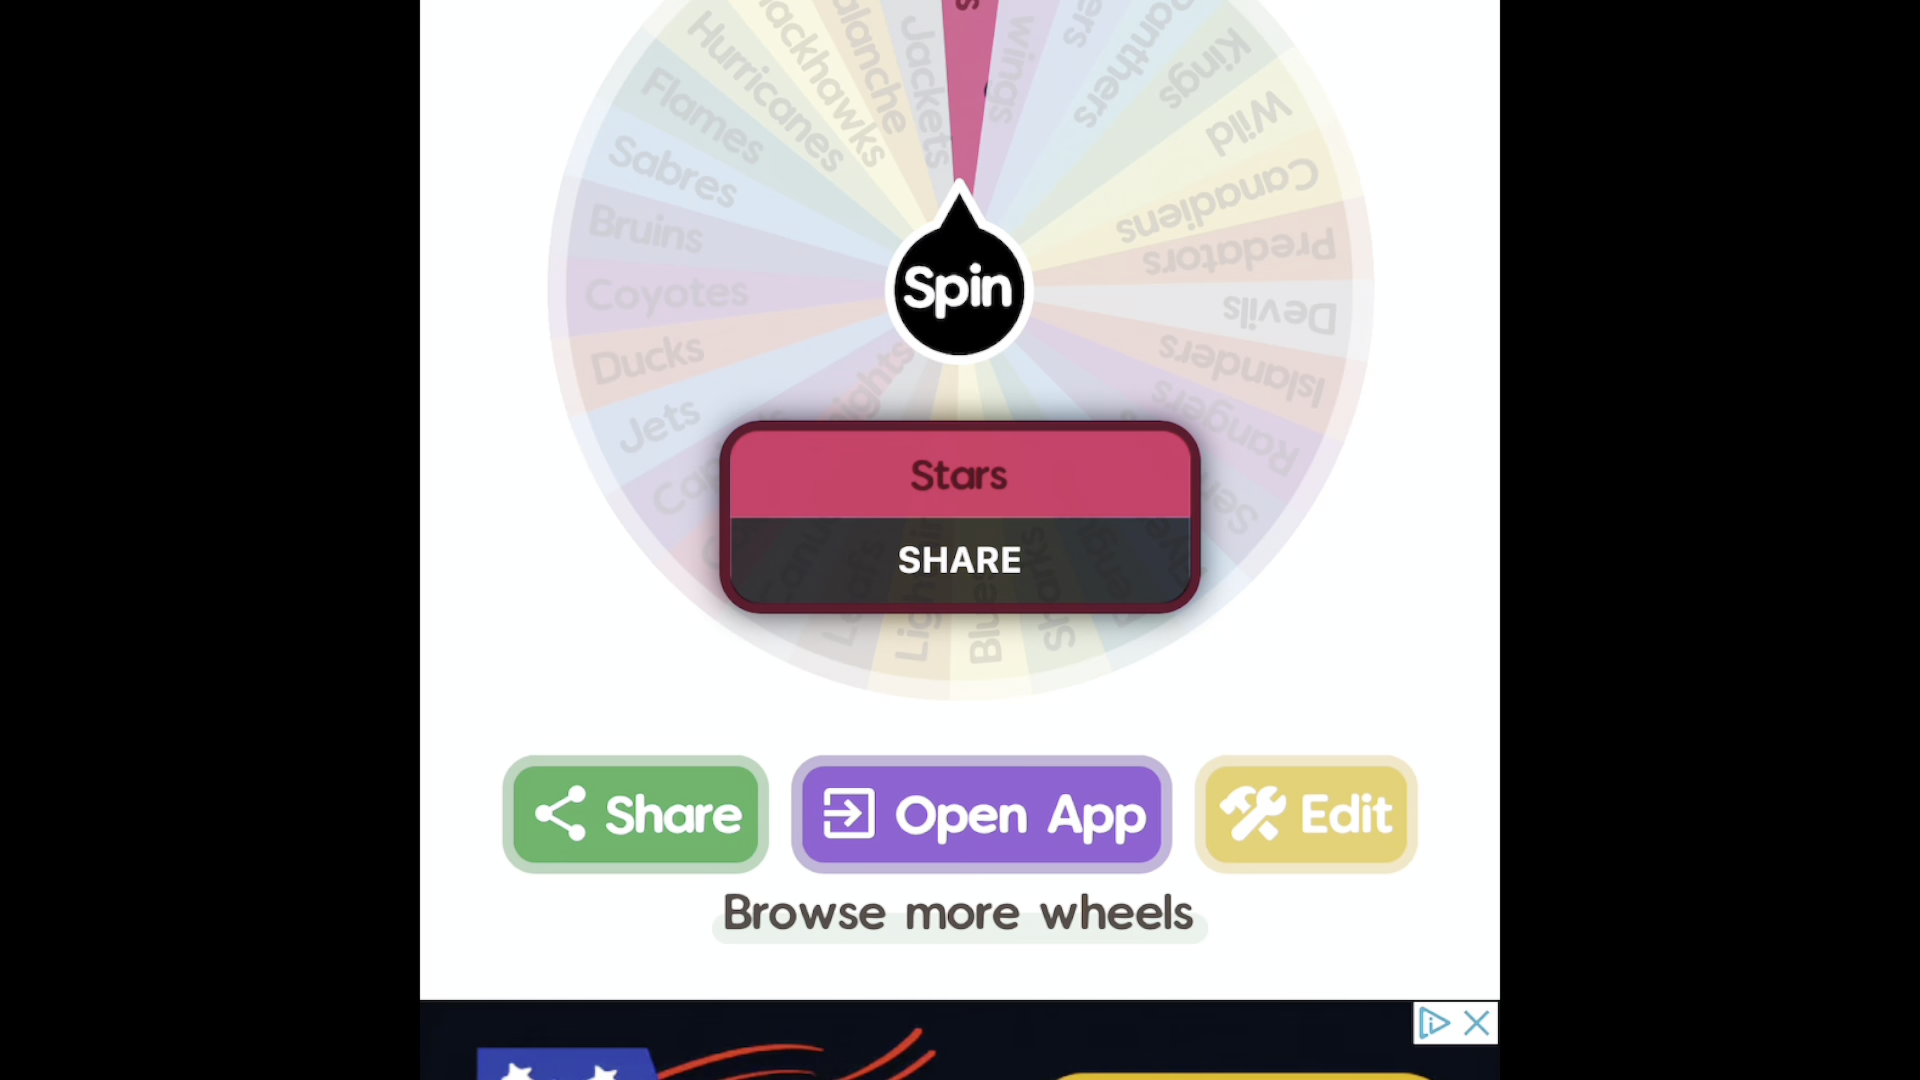 Jackets
Wings
Panthers
Kings
Wild
Canadiens
Predators
Devils
Islanders
Rangers
Hurricanes
Flames
Sabres
Bruins
Coyotes
Ducks
Jets
Spin
Stars
SHARE
Share
Open App
Edit
Browse more wheels